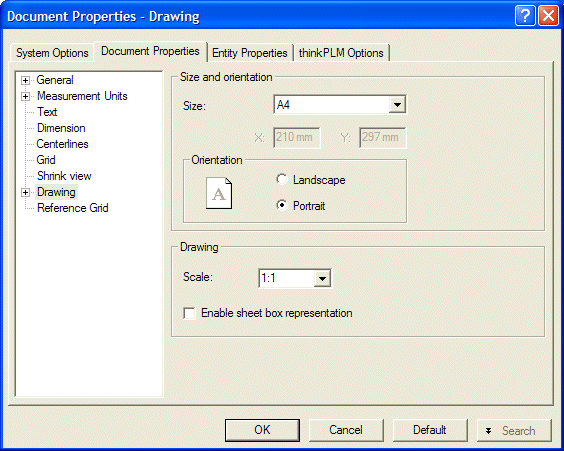 Document Properties - Drawing
System Options Document Properties Entity Properties thinkPLM Options
General
Measurement Units
Text
Dimension
Centerlines
Grid
Shrink view
Drawing
Reference Grid
Size and orientation
Size: A4
X: 210 mm Y: 297 mm
Orientation
A
Landscape
Portrait
Drawing
Scale: 1:1
Enable sheet box representation
OK Cancel Default Search